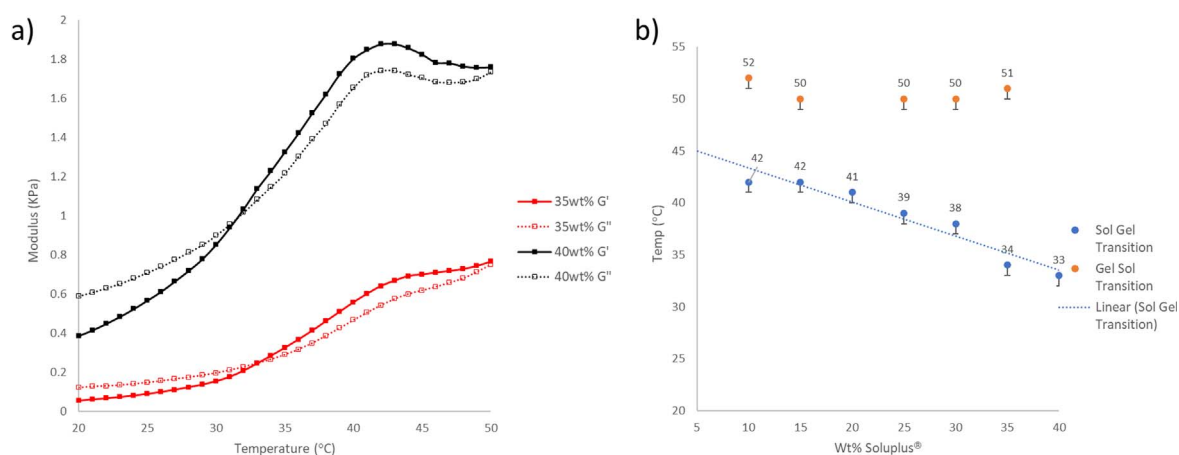 a)
2
1.8
1.6
1.4
1.2
1
0.8
0.6
0.4
0.2
0
Modulus (KPa)
20 25 30 35 40 45 50
Temperature (°C)
35wt% G'
35wt% G"
40wt% G'
40wt% G"
b)
55
50
45
40
35
30
25
20
Temp (°C)
52 50 50 50 51
42 42 41 39 38 34 33
5 10 15 20 25 30 35 40
Wt% Soluplus®
Sol Gel
Transition
Gel Sol
Transition
Linear (Sol Gel
Transition)